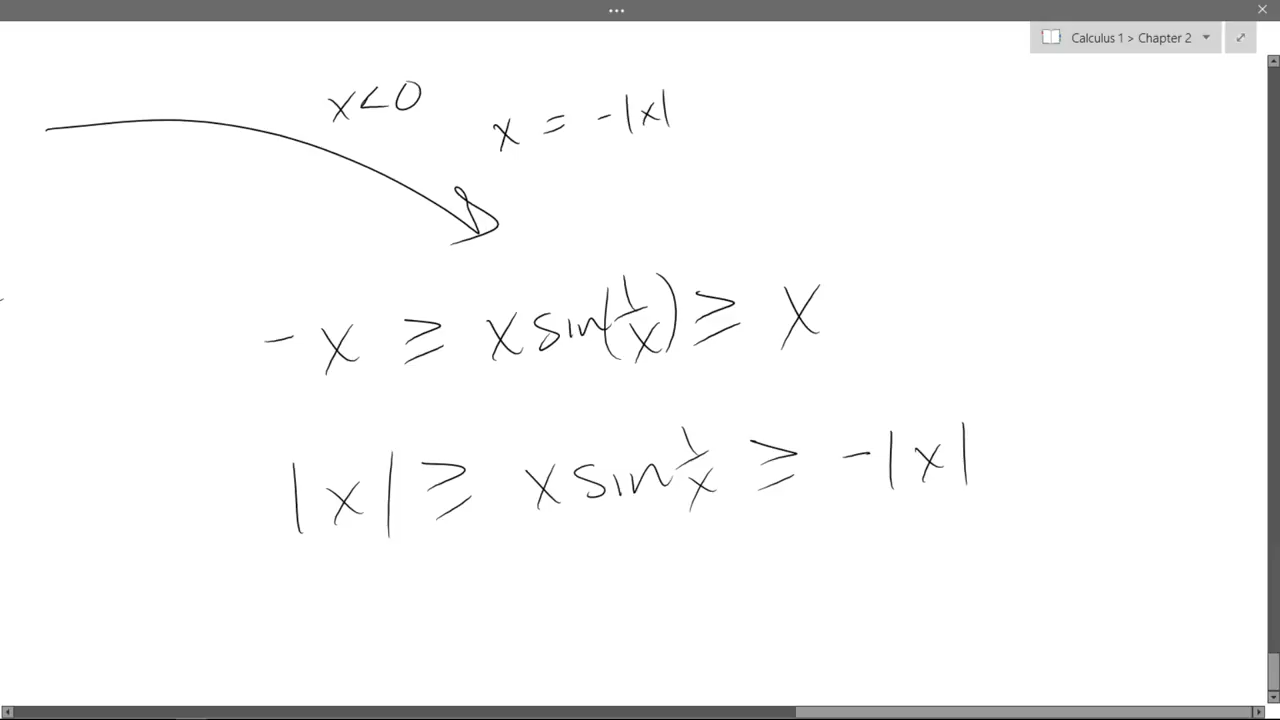 Calculus 1 > Chapter 2
x<0
x = -|x|
-x ≥ x sin(1/x) ≥ x
|x| ≥ x sin 1/x ≥ -|x|